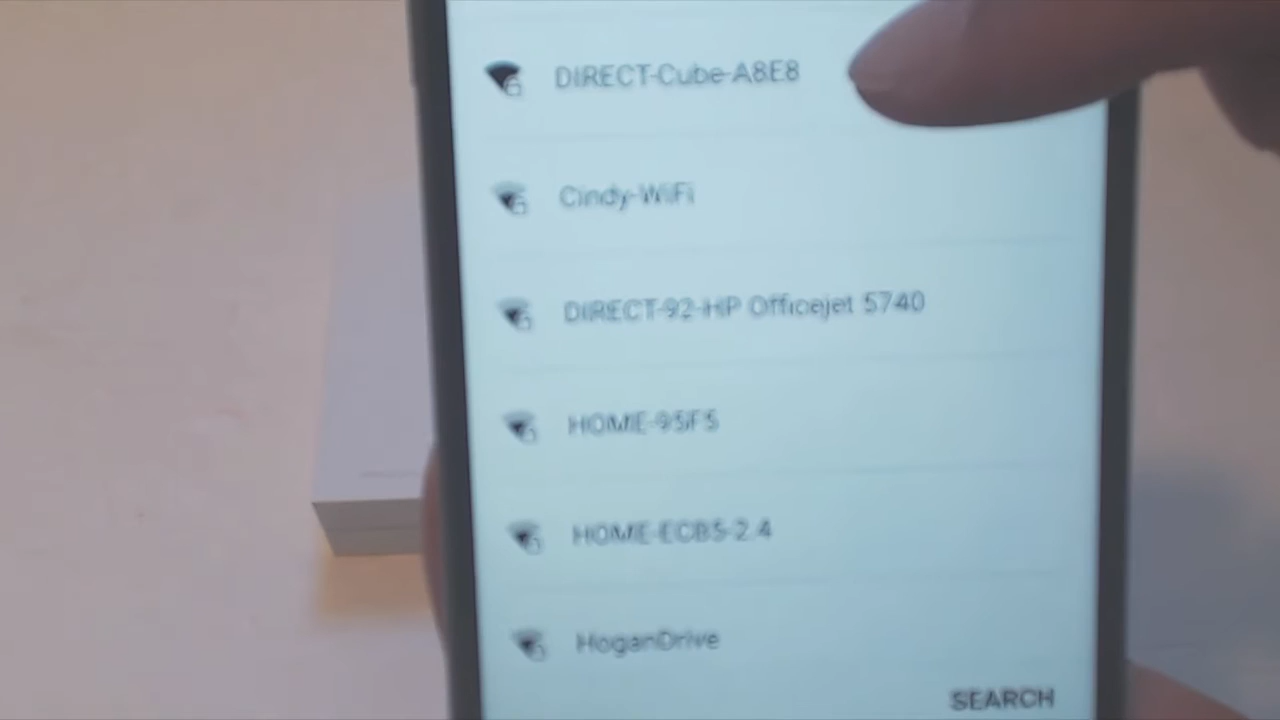 DIRECT-Cube-A8E8
Cindy-WiFi
DIRECT-92-HP Officejet 5740
HOME-95F5
HOME-ECB5-2.4
HoganDrive
SEARCH